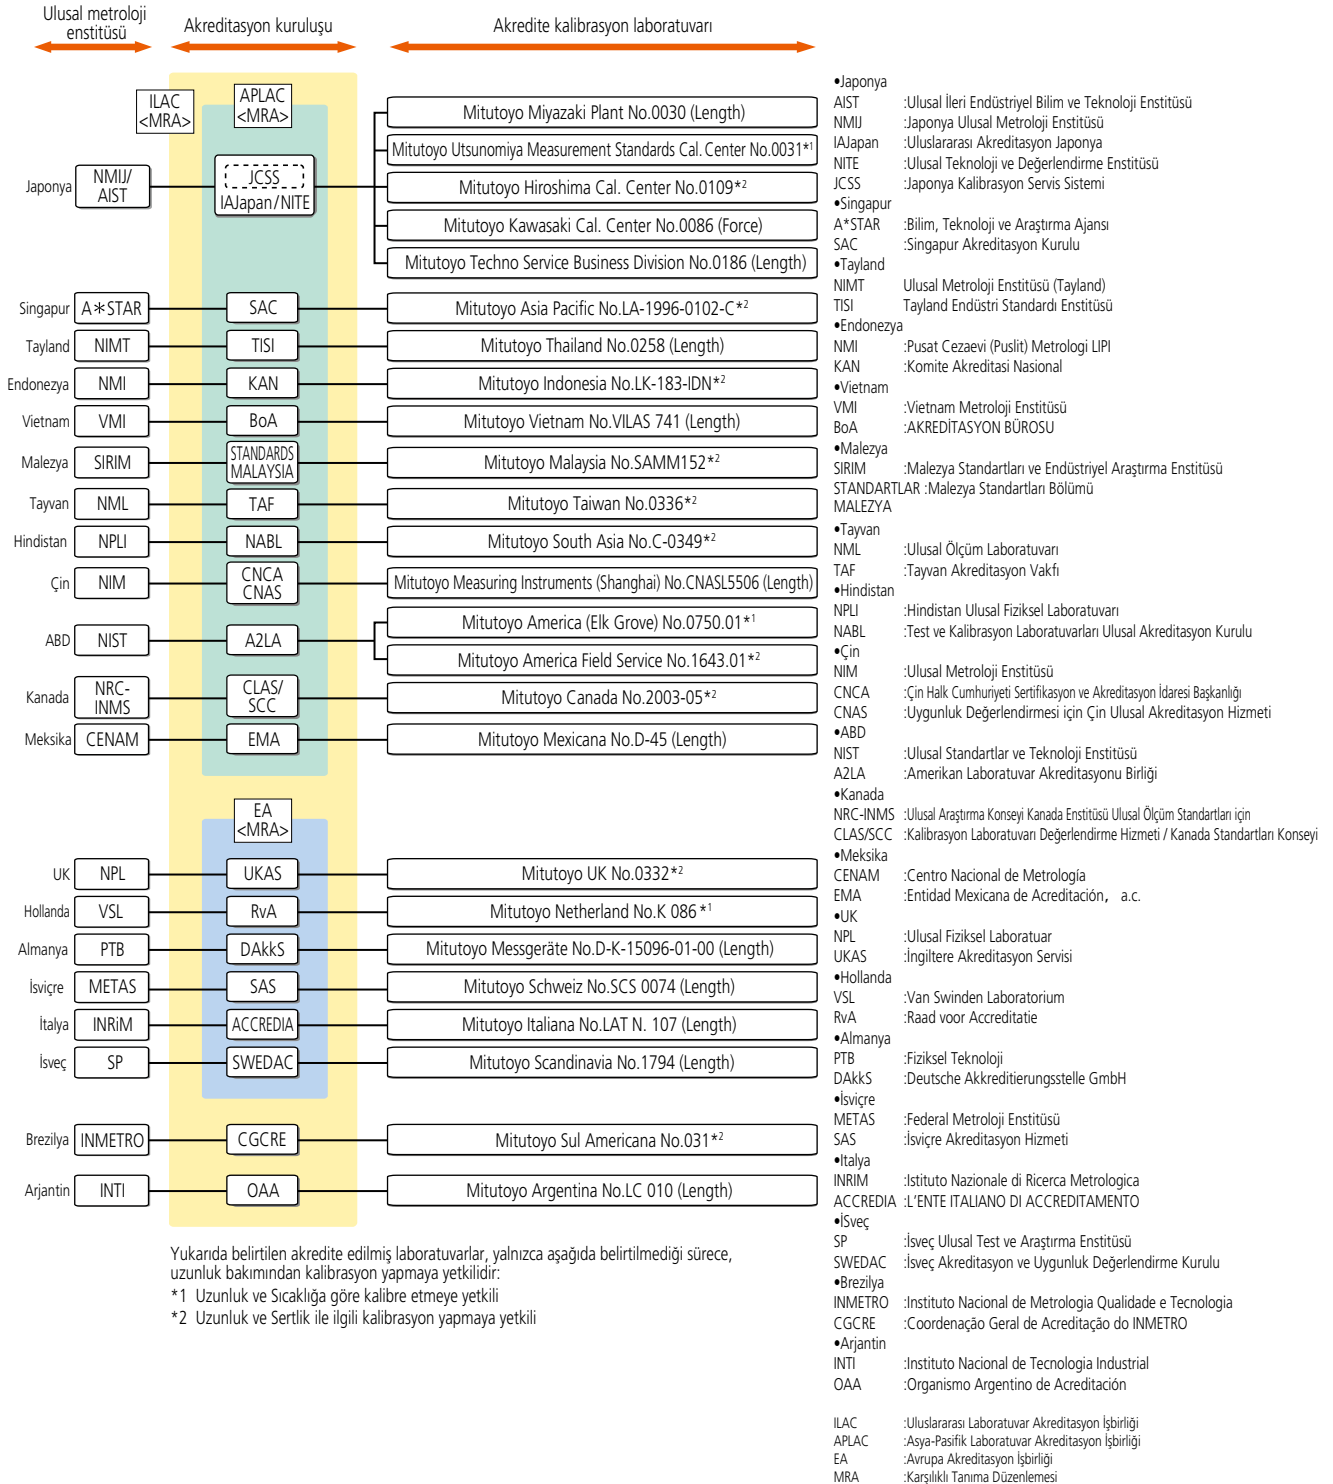 Ulusal metroloji
enstitüsü
Akreditasyon kuruluşu
Akredite kalibrasyon laboratuvarı
ILAC
<MRA>
APLAC
<MRA>
Japonya
NMIJ/
AIST
JCSS
IAJapan/NITE
Mitutoyo Miyazaki Plant No.0030 (Length)
Mitutoyo Utsunomiya Measurement Standards Cal. Center No.0031*1
Mitutoyo Hiroshima Cal. Center No.0109*2
Mitutoyo Kawasaki Cal. Center No.0086 (Force)
Mitutoyo Techno Service Business Division No.0186 (Length)
Singapur A*STAR SAC Mitutoyo Asia Pacific No.LA-1996-0102-C*2
Tayland NIMT TISI Mitutoyo Thailand No.0258 (Length)
Endonezya NMI KAN Mitutoyo Indonesia No.LK-183-IDN*2
Vietnam VMI BoA Mitutoyo Vietnam No.VILAS 741 (Length)
Malezya SIRIM STANDARDS
MALAYSIA Mitutoyo Malaysia No.SAMM152*2
Tayvan NML TAF Mitutoyo Taiwan No.0336*2
Hindistan NPLI NABL Mitutoyo South Asia No.C-0349*2
Çin NIM CNCA
CNAS Mitutoyo Measuring Instruments (Shanghai) No.CNASL5506 (Length)
ABD NIST A2LA
Mitutoyo America (Elk Grove) No.0750.01*1
Mitutoyo America Field Service No.1643.01*2
Kanada NRC-
INMS
CLAS/
SCC
Mitutoyo Canada No.2003-05*2
Meksika CENAM EMA Mitutoyo Mexicana No.D-45 (Length)
EA
<MRA>
UK NPL UKAS Mitutoyo UK No.0332*2
Hollanda VSL RvA Mitutoyo Netherland No.K 086*1
Almanya PTB DAkkS Mitutoyo Messgeräte No.D-K-15096-01-00 (Length)
İsviçre METAS SAS Mitutoyo Schweiz No.SCS 0074 (Length)
İtalya INRiM ACCREDIA Mitutoyo Italiana No.LAT N. 107 (Length)
İsveç SP SWEDAC Mitutoyo Scandinavia No.1794 (Length)
Brezilya INMETRO CGCRE Mitutoyo Sul Americana No.031*2
Arjantin INTI OAA Mitutoyo Argentina No.LC 010 (Length)
Yukarıda belirtilen akredite edilmiş laboratuvarlar, yalnızca aşağıda belirtilmediği sürece,
uzunluk bakımından kalibrasyon yapmaya yetkilidir:
*1 Uzunluk ve Sıcaklığa göre kalibre etmeye yetkili
*2 Uzunluk ve Sertlik ile ilgili kalibrasyon yapmaya yetkili
•Japonya
AIST :Ulusal İleri Endüstriyel Bilim ve Teknoloji Enstitüsü
NMIJ :Japonya Ulusal Metroloji Enstitüsü
IAJapan :Uluslararası Akreditasyon Japonya
NITE :Ulusal Teknoloji ve Değerlendirme Enstitüsü
JCSS :Japonya Kalibrasyon Servis Sistemi
•Singapur
A*STAR :Bilim, Teknoloji ve Araştırma Ajansı
SAC :Singapur Akreditasyon Kurulu
•Tayland
NIMT Ulusal Metroloji Enstitüsü (Tayland)
TISI Tayland Endüstri Standardı Enstitüsü
•Endonezya
NMI :Pusat Cezaevi (Puslit) Metrologi LIPI
KAN :Komite Akreditasi Nasional
•Vietnam
VMI :Vietnam Metroloji Enstitüsü
BoA :AKREDİTASYON BÜROSU
•Malezya
SIRIM :Malezya Standartları ve Endüstriyel Araştırma Enstitüsü
STANDARTLAR :Malezya Standartları Bölümü
MALEZYA
•Tayvan
NML :Ulusal Ölçüm Laboratuvarı
TAF :Tayvan Akreditasyon Vakfı
•Hindistan
NPLI :Hindistan Ulusal Fiziksel Laboratuvarı
NABL :Test ve Kalibrasyon Laboratuvarları Ulusal Akreditasyon Kurulu
•Çin
NIM :Ulusal Metroloji Enstitüsü
CNCA :Çin Halk Cumhuriyeti Sertifikasyon ve Akreditasyon İdaresi Başkanlığı
CNAS :Uygunluk Değerlendirmesi için Çin Ulusal Akreditasyon Hizmeti
•ABD
NIST :Ulusal Standartlar ve Teknoloji Enstitüsü
A2LA :Amerikan Laboratuvar Akreditasyonu Birliği
•Kanada
NRC-INMS :Ulusal Araştırma Konseyi Kanada Enstitüsü Ulusal Ölçüm Standartları için
CLAS/SCC :Kalibrasyon Laboratuvarı Değerlendirme Hizmeti / Kanada Standartları Konseyi
•Meksika
CENAM :Centro Nacional de Metrología
EMA :Entidad Mexicana de Acreditación, a.c.
•UK
NPL :Ulusal Fiziksel Laboratuar
UKAS :İngiltere Akreditasyon Servisi
•Hollanda
VSL :Van Swinden Laboratorium
RvA :Raad voor Accreditatie
•Almanya
PTB :Fiziksel Teknoloji
DAkkS :Deutsche Akkreditierungsstelle GmbH
•İsviçre
METAS :Federal Metroloji Enstitüsü
SAS :İsviçre Akreditasyon Hizmeti
•Italya
INRIM :Istituto Nazionale di Ricerca Metrologica
ACCREDIA :L'ENTE ITALIANO DI ACCREDITAMENTO
•İSveç
SP :İsveç Ulusal Test ve Araştırma Enstitüsü
SWEDAC :İsveç Akreditasyon ve Uygunluk Değerlendirme Kurulu
•Brezilya
INMETRO :Instituto Nacional de Metrologia Qualidade e Tecnologia
CGCRE :Coordenação Geral de Acreditação do INMETRO
•Arjantin
INTI :Instituto Nacional de Tecnologia Industrial
OAA :Organismo Argentino de Acreditación
ILAC :Uluslararası Laboratuvar Akreditasyon İşbirliği
APLAC :Asya-Pasifik Laboratuvar Akreditasyon İşbirliği
EA :Avrupa Akreditasyon İşbirliği
MRA :Karşılıklı Tanıma Düzenlemesi